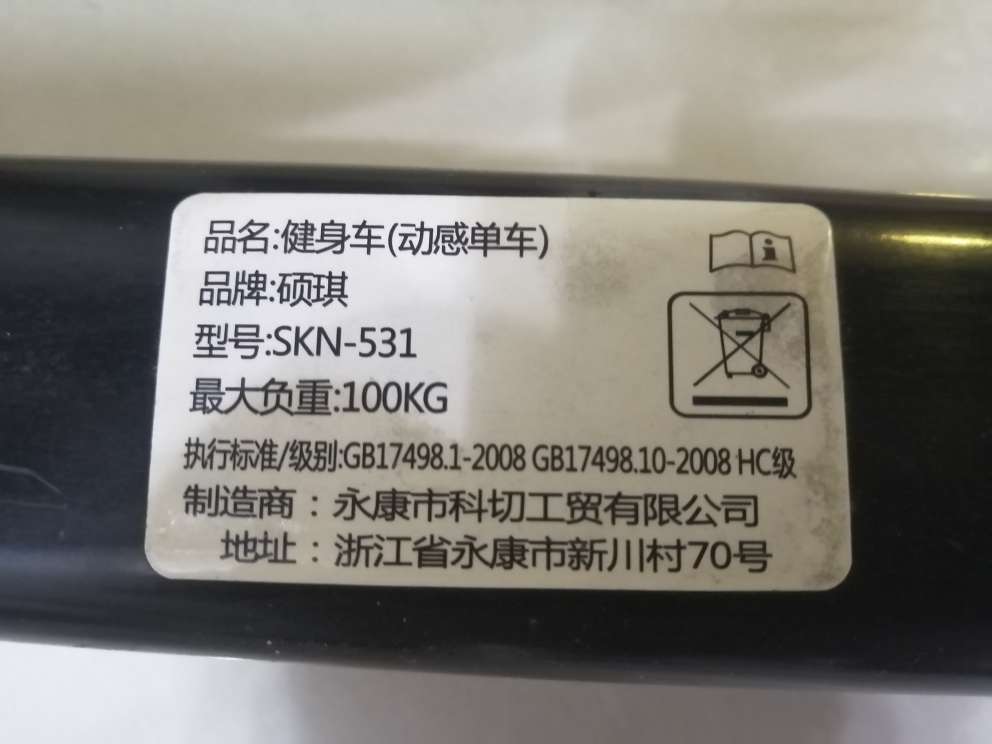 品名:健身车(动感单车)
品牌:硕琪
型号:SKN-531
最大负重:100KG
执行标准/级别:GB17498.1-2008 GB17498.10-2008 HC级
制造商：永康市科切工贸有限公司
地址：浙江省永康市新川村70号